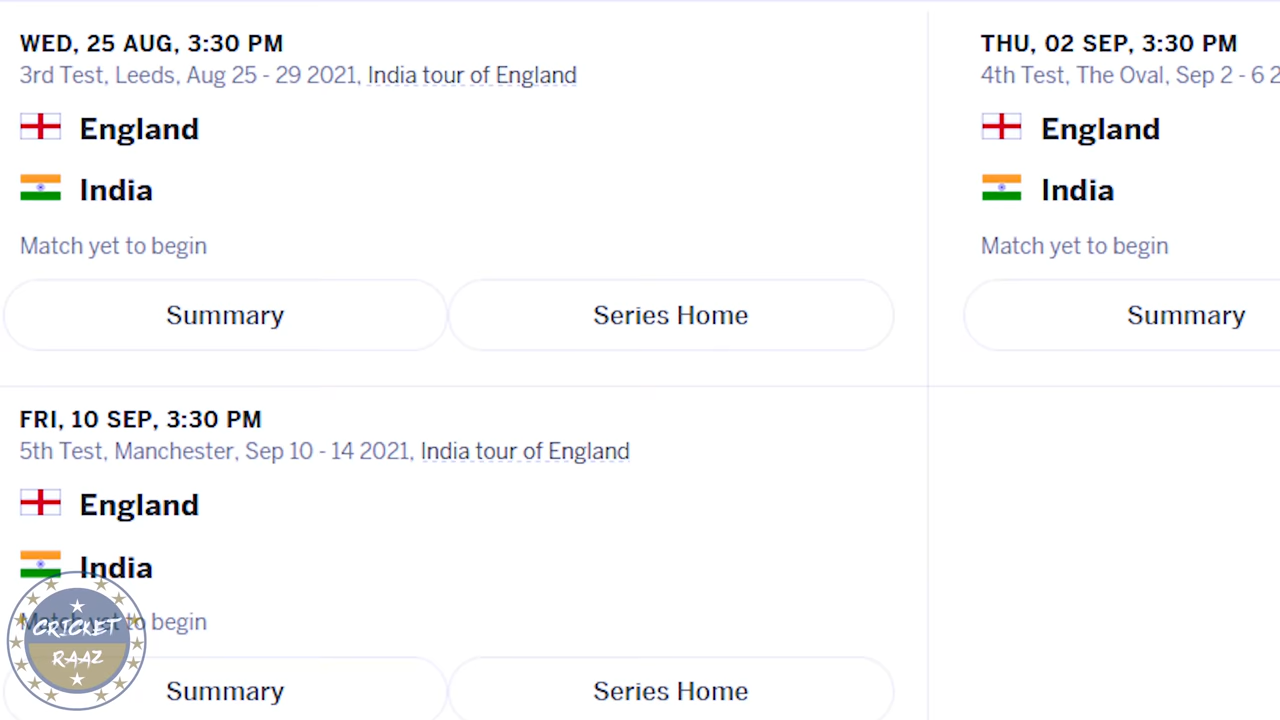 WED, 25 AUG, 3:30 PM
3rd Test, Leeds, Aug 25 - 29 2021, India tour of England
England
India
Match yet to begin
Summary
Series Home
THU, 02 SEP, 3:30 PM
4th Test, The Oval, Sep 2 - 6 2
England
India
Match yet to begin
Summary
FRI, 10 SEP, 3:30 PM
5th Test, Manchester, Sep 10 - 14 2021, India tour of England
England
India
Match yet to begin
Summary
Series Home
CRICKET
RAAZ